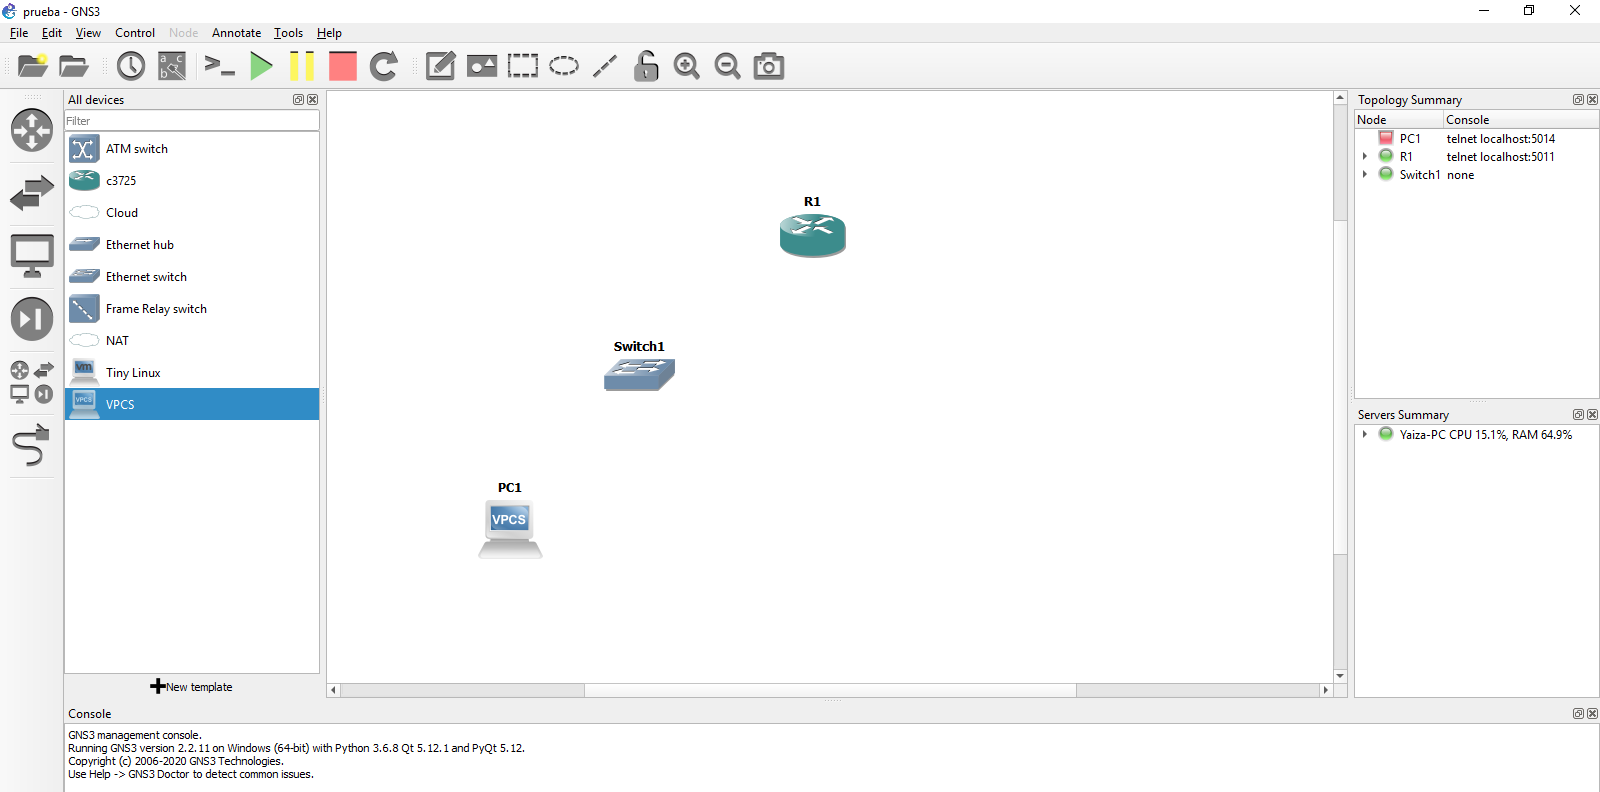 prueba - GNS3
File Edit View Control Node Annotate Tools Help
a c
b
All devices
Filter
ATM switch
c3725
Cloud
Ethernet hub
Ethernet switch
Frame Relay switch
NAT
vm
Tiny Linux
VPCS
VPCS
New template
R1
Switch1
PC1
VPCS
Topology Summary
Node Console
PC1 telnet localhost:5014
R1 telnet localhost:5011
Switch1 none
Servers Summary
Yaiza-PC CPU 15.1%, RAM 64.9%
Console
GNS3 management console.
Running GNS3 version 2.2.11 on Windows (64-bit) with Python 3.6.8 Qt 5.12.1 and PyQt 5.12.
Copyright (c) 2006-2020 GNS3 Technologies.
Use Help -> GNS3 Doctor to detect common issues.